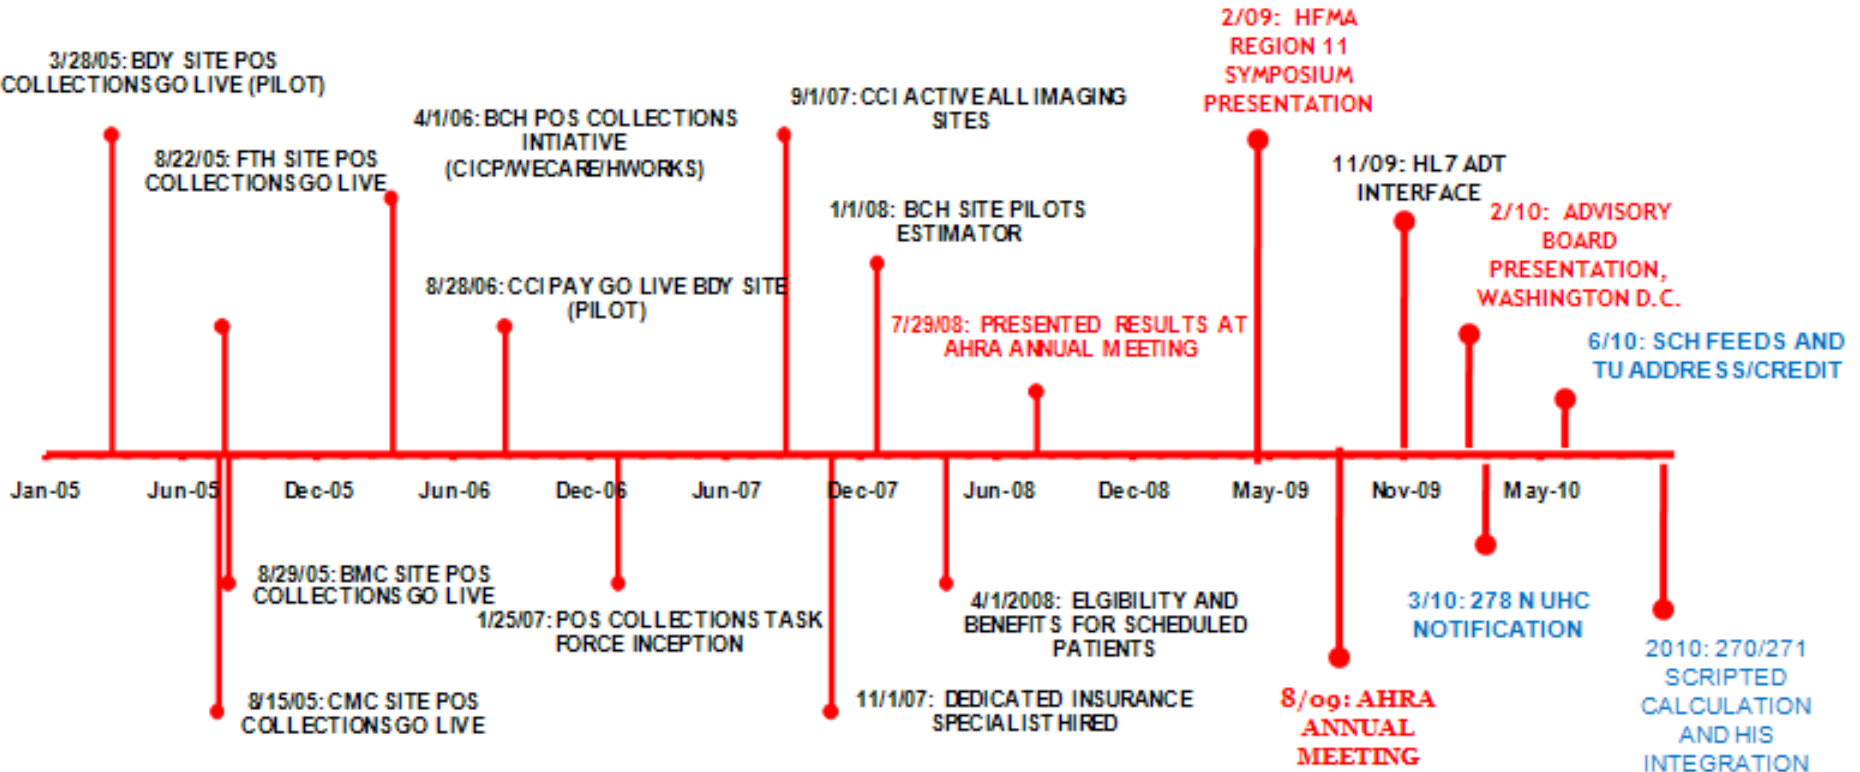 3/28/05: BDY SITE POS
COLLECTIONS GO LIVE (PILOT)
8/22/05: FTH SITE POS
COLLECTIONS GO LIVE
4/1/06: BCH POS COLLECTIONS
INTIATIVE
(CICP/WECARE/HWORKS)
8/28/06: CCI PAY GO LIVE BDY SITE
(PILOT)
9/1/07: CCI ACTIVE ALL IMAGING
SITES
1/1/08: BCH SITE PILOTS
ESTIMATOR
7/29/08: PRESENTED RESULTS AT
AHRA ANNUAL MEETING
2/09: HFMA
REGION 11
SYMPOSIUM
PRESENTATION
11/09: HL7 ADT
INTERFACE
2/10: ADVISORY
BOARD
PRESENTATION,
WASHINGTON D.C.
6/10: SCH FEEDS AND
TU ADDRESS/CREDIT
Jan-05 Jun-05 Dec-05 Jun-06 Dec-06 Jun-07 Dec-07 Jun-08 Dec-08 May-09 Nov-09 May-10
8/29/05: BMC SITE POS
COLLECTIONS GO LIVE
8/15/05: CMC SITE POS
COLLECTIONS GO LIVE
1/25/07: POS COLLECTIONS TASK
FORCE INCEPTION
11/1/07: DEDICATED INSURANCE
SPECIALIST HIRED
4/1/2008: ELGIBILITY AND
BENEFITS FOR SCHEDULED
PATIENTS
8/09: AHRA
ANNUAL
MEETING
3/10: 278 N UHC
NOTIFICATION
2010: 270/271
SCRIPTED
CALCULATION
AND HIS
INTEGRATION